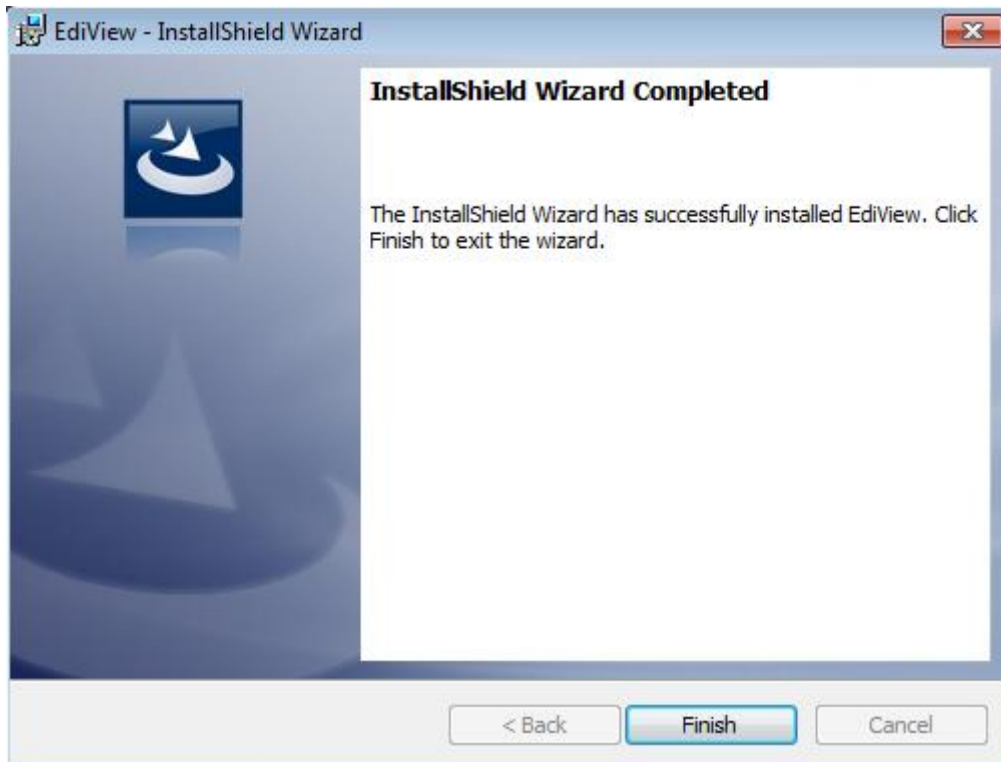 EdiView - InstallShield Wizard
InstallShield Wizard Completed
The InstallShield Wizard has successfully installed EdiView. Click
Finish to exit the wizard.
< Back
Finish
Cancel